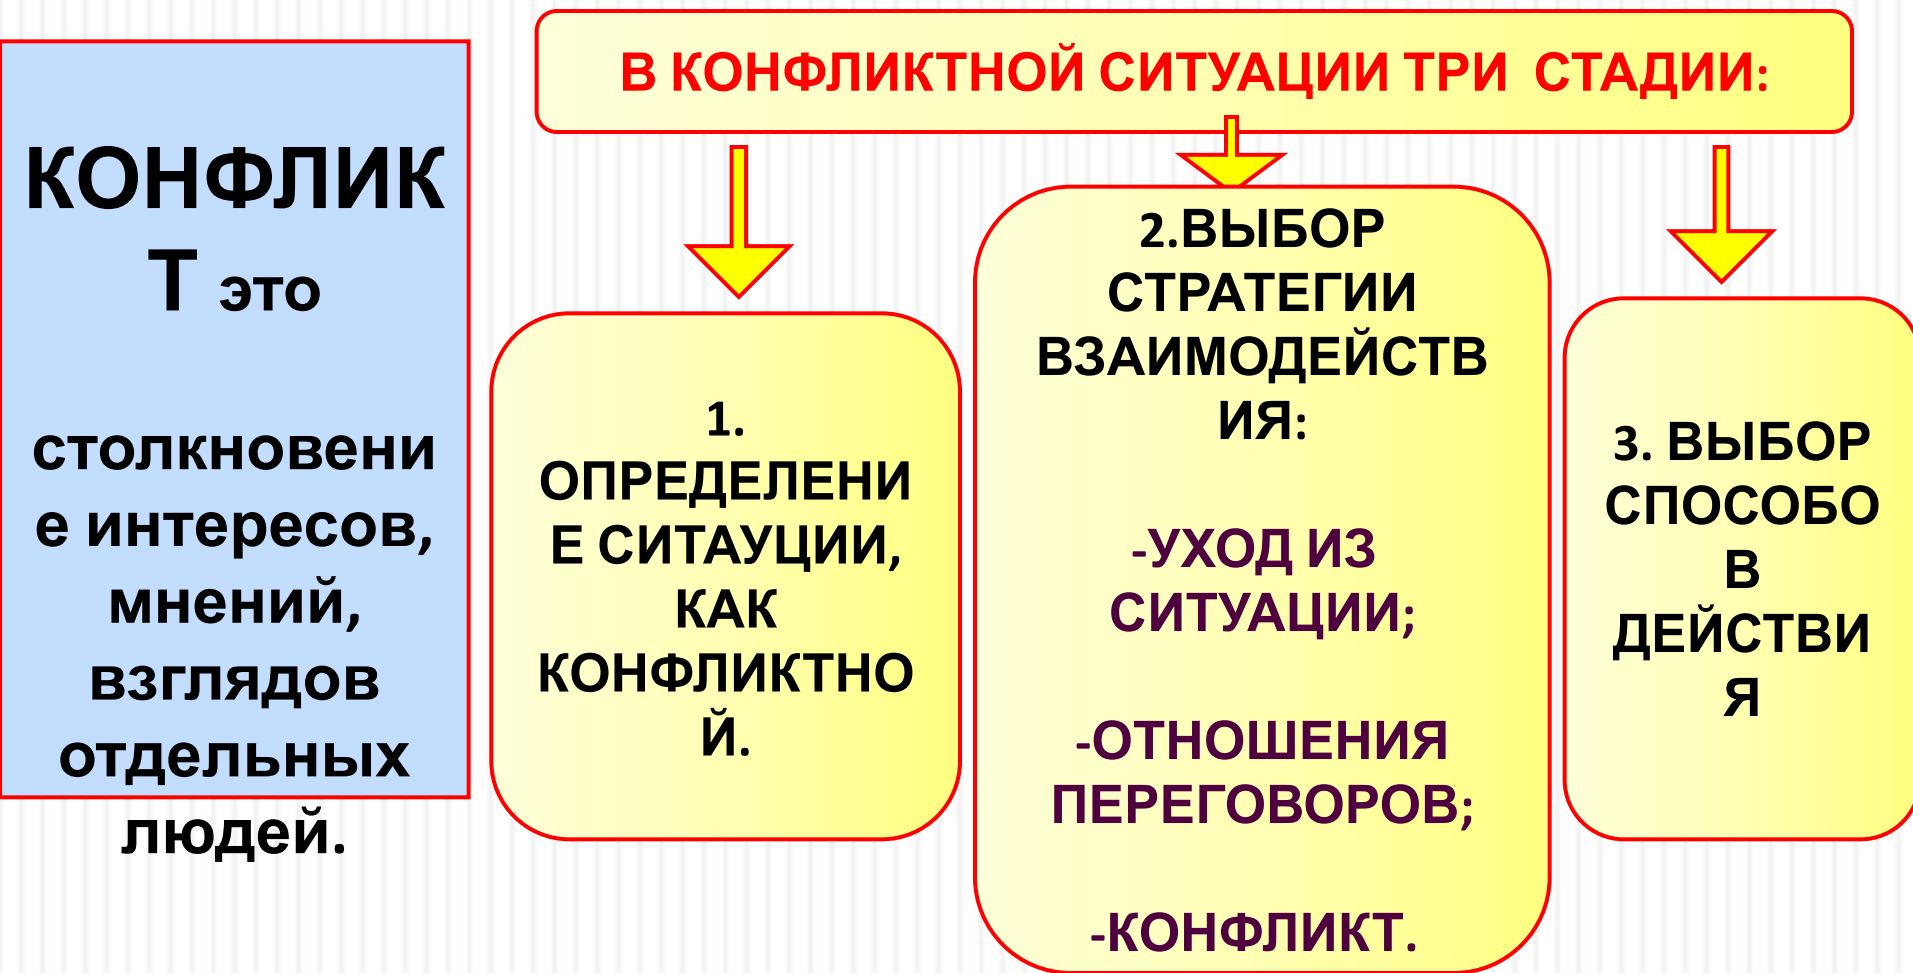 КОНФЛИК
Т это
столкновени
е интересов,
мнений,
взглядов
отдельных
людей.
В КОНФЛИКТНОЙ СИТУАЦИИ ТРИ СТАДИИ:
1.
ОПРЕДЕЛЕНИ
Е СИТАУЦИИ,
КАК
КОНФЛИКТНО
Й.
2.ВЫБОР
СТРАТЕГИИ
ВЗАИМОДЕЙСТВ
ИЯ:
-УХОД ИЗ
СИТУАЦИИ;
-ОТНОШЕНИЯ
ПЕРЕГОВОРОВ;
-КОНФЛИКТ.
3. ВЫБОР
СПОСОБО
В
ДЕЙСТВИ
Я